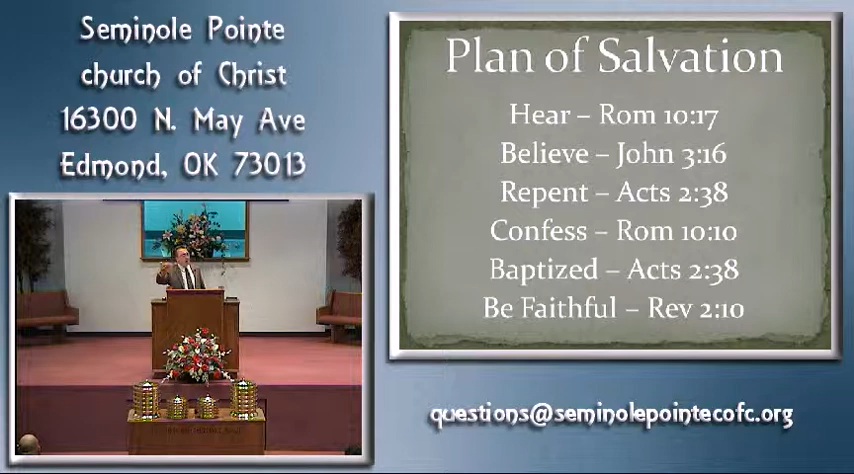 Seminole Pointe
church of Christ
16300 N. May Ave
Edmond, OK 73013
Plan of Salvation
Hear – Rom 10:17
Believe – John 3:16
Repent – Acts 2:38
Confess – Rom 10:10
Baptized – Acts 2:38
Be Faithful – Rev 2:10
questions@seminolepointecofc.org